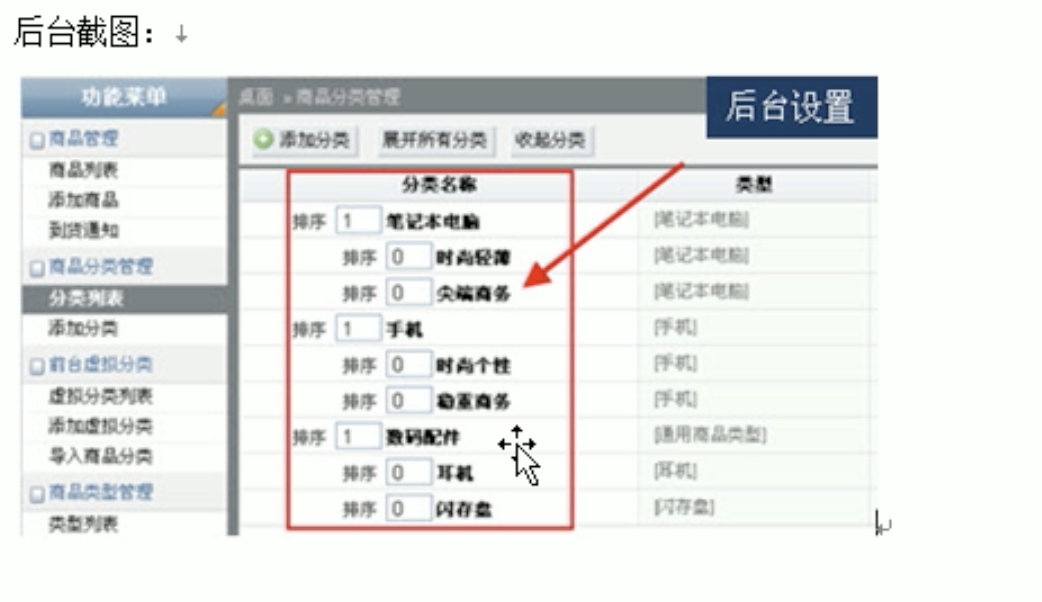 后台截图：↓
功能菜单
桌面 » 商品分类管理
后台设置
商品管理
商品列表
添加商品
到货通知
商品分类管理
分类列表
添加分类
前台虚拟分类
虚拟分类列表
添加虚拟分类
导入商品分类
商品类型管理
类型列表
添加分类 展开所有分类 收起分类
分类名称 类型
排序 1 笔记本电脑 [笔记本电脑]
排序 0 时尚轻薄 [笔记本电脑]
排序 0 尖端商务 [笔记本电脑]
排序 1 手机 [手机]
排序 0 时尚个性 [手机]
排序 0 稳重商务 [手机]
排序 1 数码配件 [通用商品类型]
排序 0 耳机 [耳机]
排序 0 闪存盘 [闪存盘]